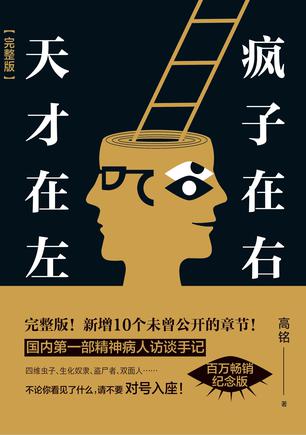 【完整版】
天才在左
疯子在右
完整版！新增10个未曾公开的章节！
国内第一部精神病人访谈手记
四维虫子、生化奴隶、盗尸者、双面人……
不论你看见了什么，请不要 对号入座！
高铭
著
百万畅销
纪念版